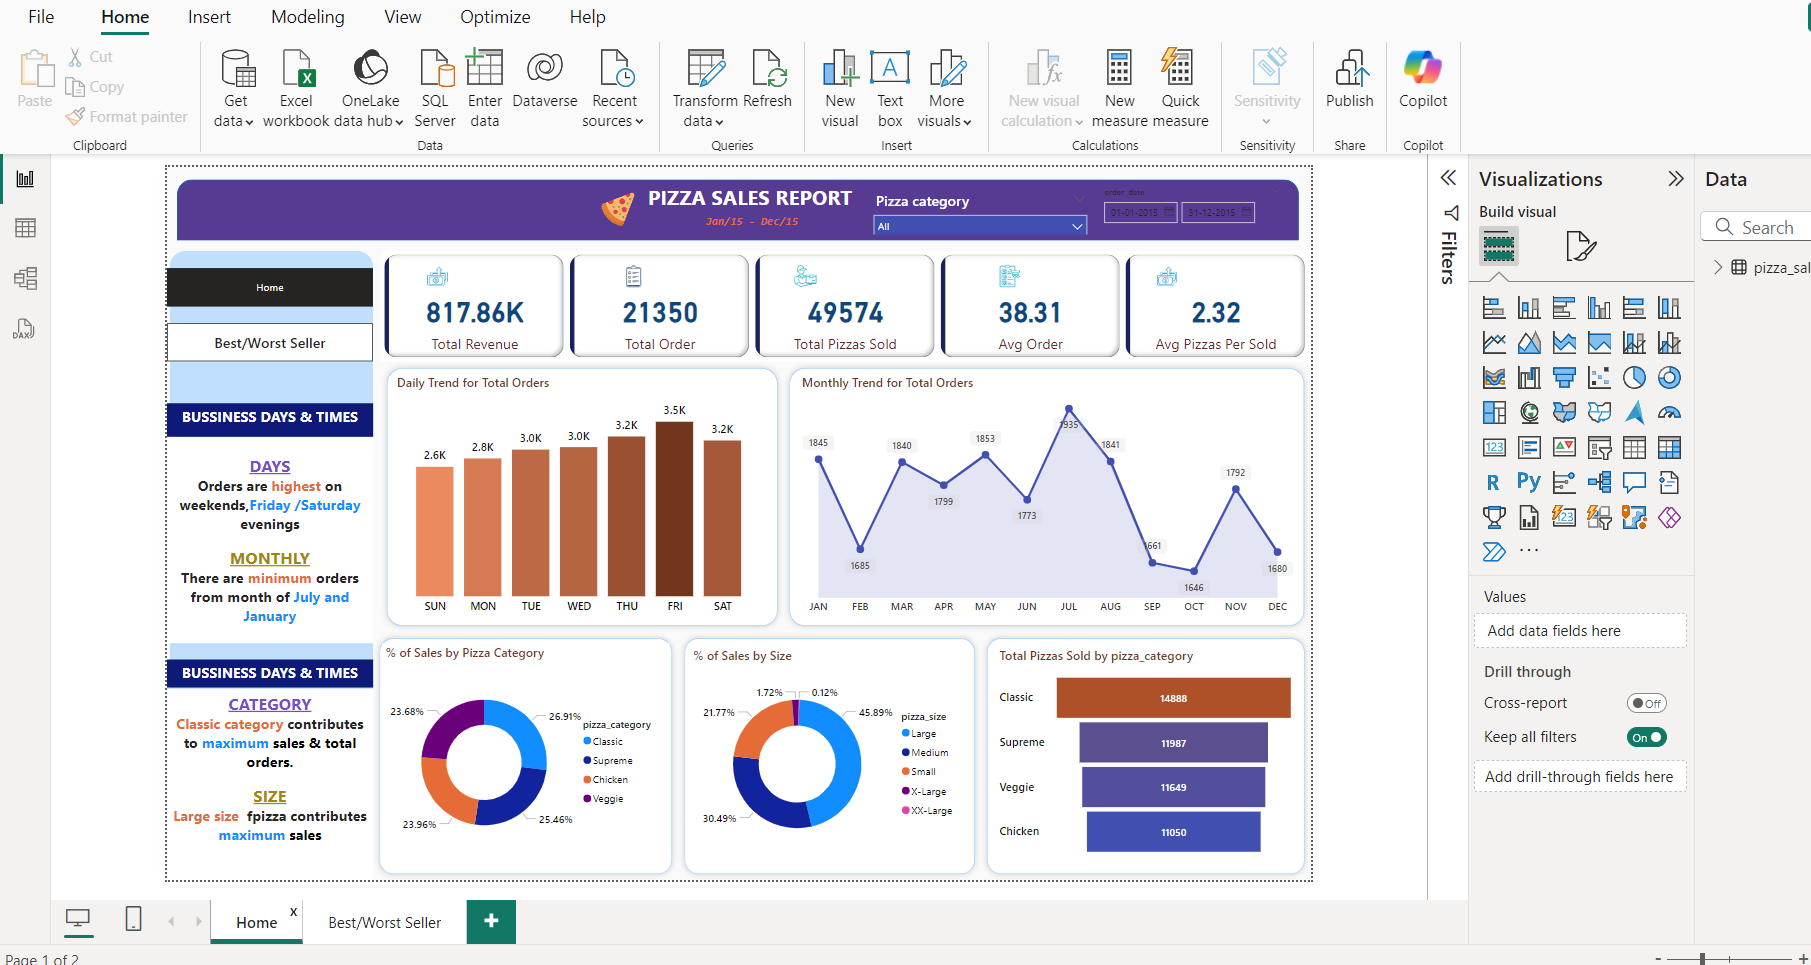 File Home Insert Modeling View Optimize Help
Paste
Cut
Copy
Format painter
Clipboard
Get data
Excel workbook
OneLake data hub
SQL Server
Enter data
Dataverse
Recent sources
Data
Transform data
Refresh
Queries
New visual
Text box
More visuals
Insert
New visual calculation
New measure
Quick measure
Calculations
Sensitivity
Sensitivity
Publish
Share
Copilot
Copilot
DAX
PIZZA SALES REPORT
Jan/15 - Dec/15
Pizza category
All
order_date
01-01-2015
31-12-2015
Home
Best/Worst Seller
BUSSINESS DAYS & TIMES
DAYS
Orders are highest on
weekends,Friday /Saturday
evenings
MONTHLY
There are minimum orders
from month of July and
January
BUSSINESS DAYS & TIMES
CATEGORY
Classic category contributes
to maximum sales & total
orders.
SIZE
Large size fpizza contributes
maximum sales
817.86K
Total Revenue
21350
Total Order
49574
Total Pizzas Sold
38.31
Avg Order
2.32
Avg Pizzas Per Sold
Daily Trend for Total Orders
2.6K
2.8K
3.0K
3.0K
3.2K
3.5K
3.2K
SUN MON TUE WED THU FRI SAT
Monthly Trend for Total Orders
1845
1685
1840
1799
1853
1773
1935
1841
1661
1646
1792
1680
JAN FEB MAR APR MAY JUN JUL AUG SEP OCT NOV DEC
% of Sales by Pizza Category
23.68%
26.91%
23.96%
25.46%
pizza_category
Classic
Supreme
Chicken
Veggie
% of Sales by Size
1.72%
0.12%
21.77%
45.89%
30.49%
pizza_size
Large
Medium
Small
X-Large
XX-Large
Total Pizzas Sold by pizza_category
Classic 14888
Supreme 11987
Veggie 11649
Chicken 11050
Filters
Visualizations
Build visual
123
R
Py
123
Values
Add data fields here
Drill through
Cross-report Off
Keep all filters On
Add drill-through fields here
Data
Search
pizza_sal
Home x
Best/Worst Seller
+
Page 1 of 2
- +